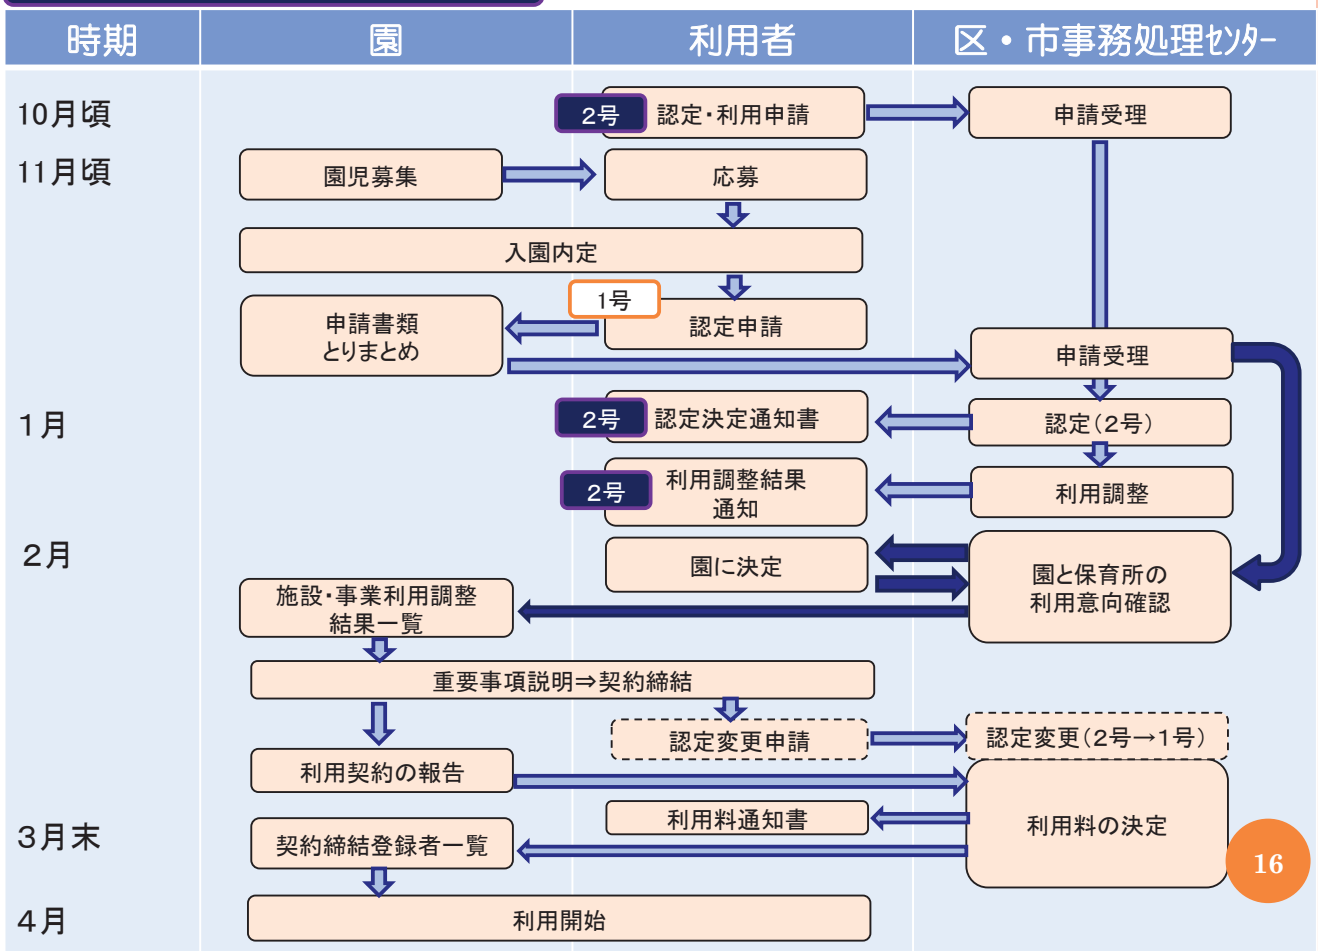 時期
園
利用者
区・市事務処理ｾﾝﾀｰ
10月頃
2号
認定・利用申請
申請受理
11月頃
園児募集
応募
入園内定
1号
認定申請
申請書類
とりまとめ
申請受理
1月
2号
認定決定通知書
認定（2号）
2号
利用調整結果
通知
利用調整
2月
園に決定
園と保育所の
利用意向確認
施設・事業利用調整
結果一覧
重要事項説明⇒契約締結
認定変更申請
認定変更（2号→1号）
利用契約の報告
利用料の決定
利用料通知書
3月末
契約締結登録者一覧
16
4月
利用開始